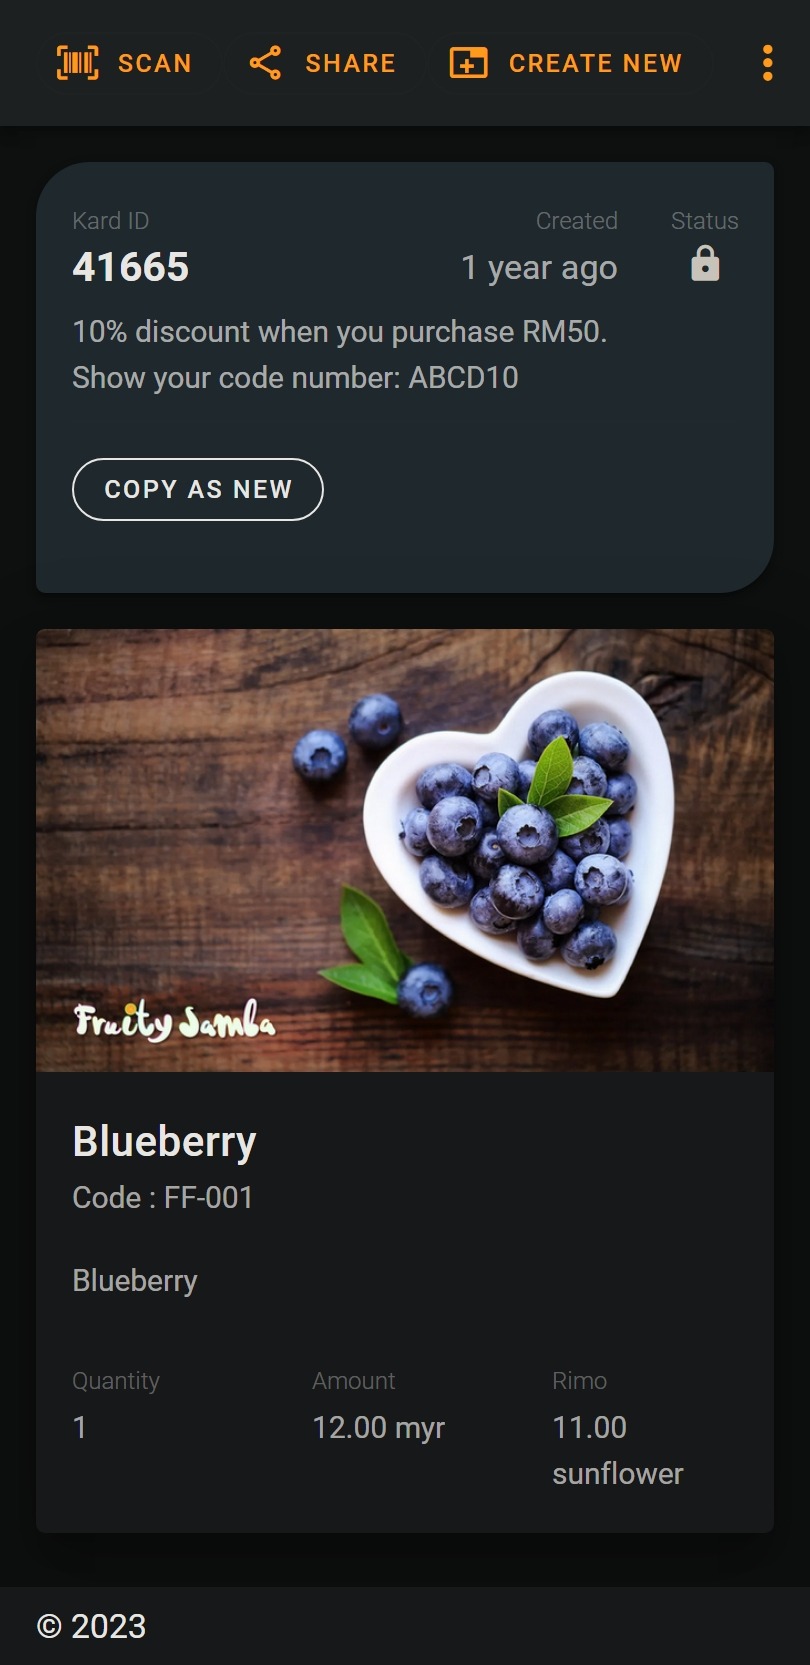 SCAN SHARE CREATE NEW
Kard ID Created Status
41665 1 year ago
10% discount when you purchase RM50.
Show your code number: ABCD10
COPY AS NEW
Fruity Samba
Blueberry
Code : FF-001
Blueberry
Quantity Amount Rimo
1 12.00 myr 11.00
sunflower
© 2023